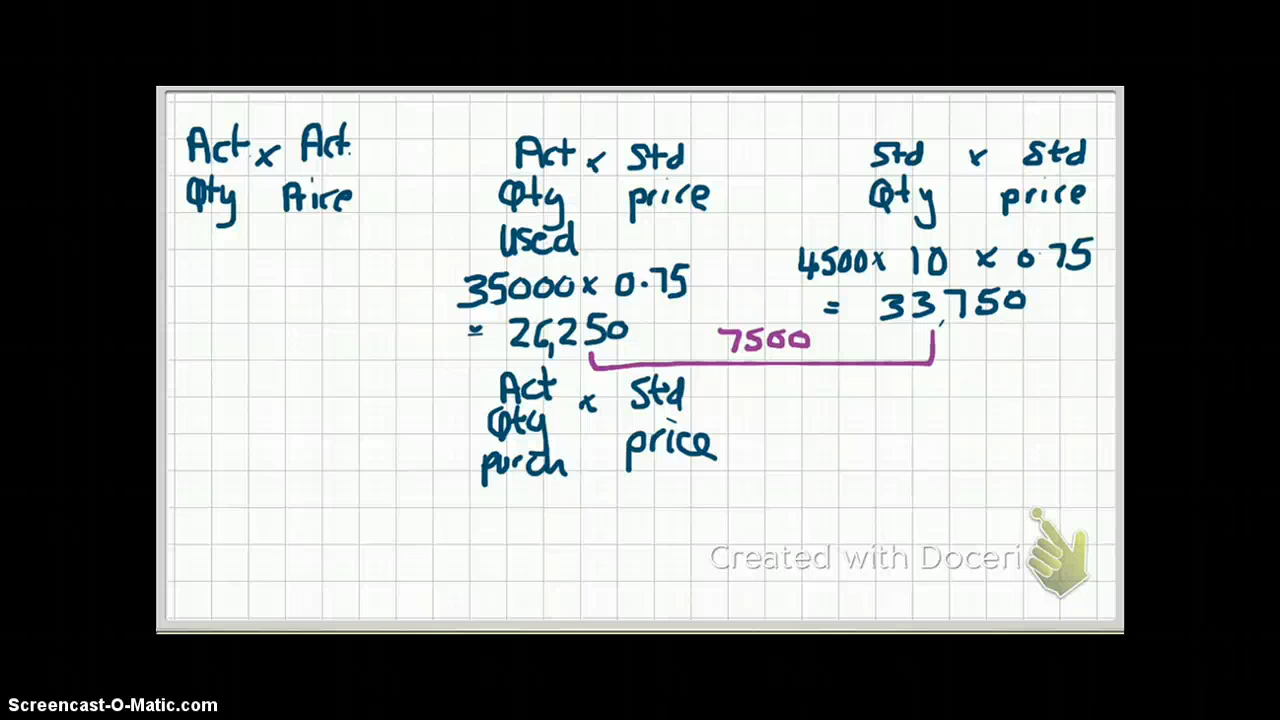 Act x Act
Qty Price
Act x Std
Qty price
used
35000 x 0.75
= 26,250
Std x Std
Qty price
4500 x 10 x 0.75
= 33,750
7500
Act x Std
Qty price
purch
Created with Doceri
Screencast-O-Matic.com